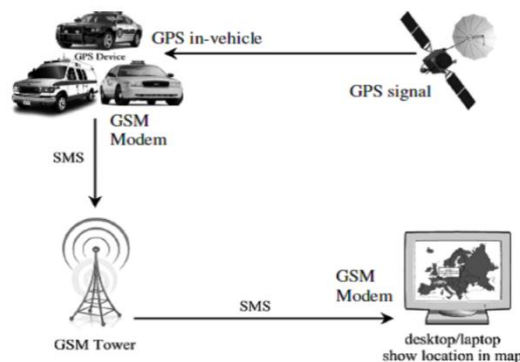 GPS in-vehicle
GPS Device
GPS signal
GSM
Modem
SMS
GSM
Modem
SMS
GSM Tower
desktop/laptop
show location in map